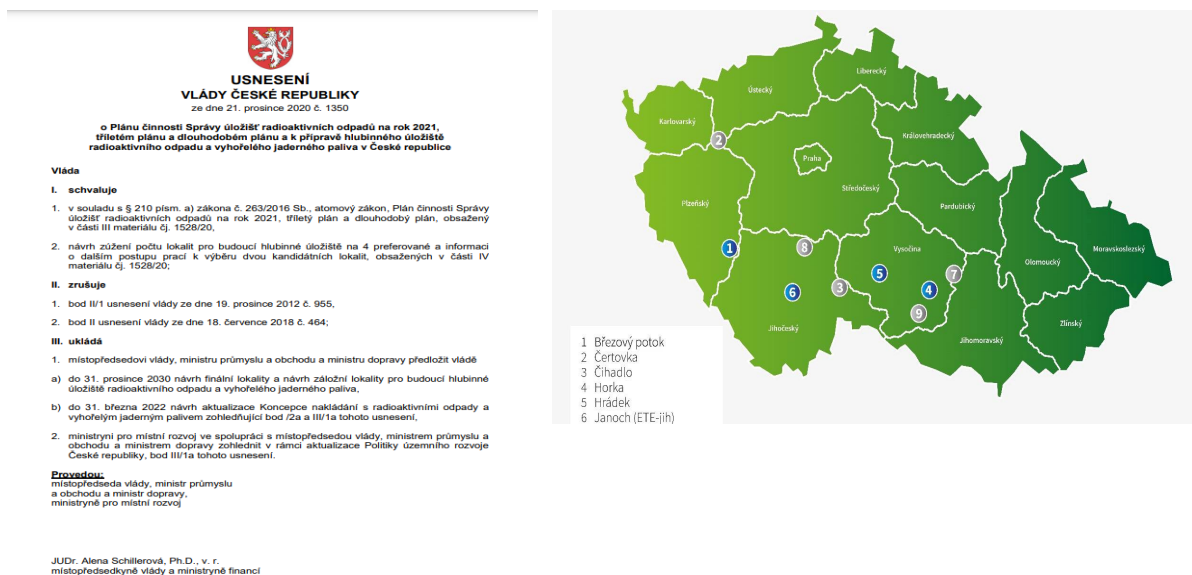 USNESENÍ
VLÁDY ČESKÉ REPUBLIKY
ze dne 21. prosince 2020 č. 1350
o Plánu činnosti Správy úložišť radioaktivních odpadů na rok 2021,
tříletém plánu a dlouhodobém plánu a k přípravě hlubinného úložiště
radioaktivního odpadu a vyhořelého jaderného paliva v České republice
Vláda
I. schvaluje
1. v souladu s § 210 písm. a) zákona č. 263/2016 Sb., atomový zákon, Plán činnosti Správy
úložišť radioaktivních odpadů na rok 2021, tříletý plán a dlouhodobý plán, obsažený
v části III materiálu čj. 1528/20,
2. návrh zúžení počtu lokalit pro budoucí hlubinné úložiště na 4 preferované a informaci
o dalším postupu prací k výběru dvou kandidátních lokalit, obsažených v části IV
materiálu čj. 1528/20;
II. zrušuje
1. bod II/1 usnesení vlády ze dne 19. prosince 2012 č. 955,
2. bod II usnesení vlády ze dne 18. července 2018 č. 464;
III. ukládá
1. místopředsedovi vlády, ministru průmyslu a obchodu a ministru dopravy předložit vládě
a) do 31. prosince 2030 návrh finální lokality a návrh záložní lokality pro budoucí hlubinné
úložiště radioaktivního odpadu a vyhořelého jaderného paliva,
b) do 31. března 2022 návrh aktualizace Koncepce nakládání s radioaktivními odpady a
vyhořelým jaderným palivem zohledňující bod /2a a III/1a tohoto usnesení,
2. ministryni pro místní rozvoj ve spolupráci s místopředsedou vlády, ministrem průmyslu a
obchodu a ministrem dopravy zohlednit v rámci aktualizace Politiky územního rozvoje
České republiky, bod III/1a tohoto usnesení.
Provedou:
místopředseda vlády, ministr průmyslu
a obchodu a ministr dopravy,
ministryně pro místní rozvoj
JUDr. Alena Schillerová, Ph.D., v. r.
místopředsedkyně vlády a ministryně financí
Liberecký
Ústecký
Karlovarský
Královehradecký
2
Praha
Středočeský
Plzeňský
Pardubický
1
8
Vysočina
Moravskoslezský
Olomoucký
5
7
6
3
4
9
Zlínský
Jihočeský
Jihomoravský
1 Březový potok
2 Čertovka
3 Čihadlo
4 Horka
5 Hrádek
6 Janoch (ETE-jih)